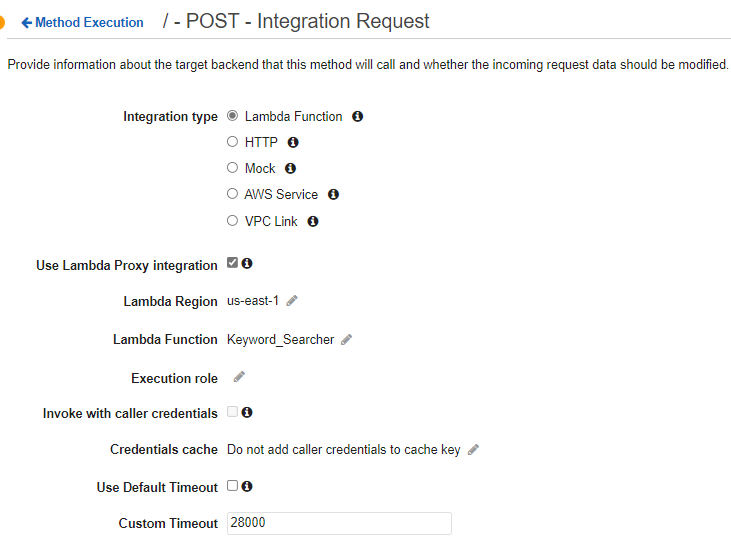 Method Execution / - POST - Integration Request
Provide information about the target backend that this method will call and whether the incoming request data should be modified.
Integration type Lambda Function
HTTP
Mock
AWS Service
VPC Link
Use Lambda Proxy integration
Lambda Region us-east-1
Lambda Function Keyword_Searcher
Execution role
Invoke with caller credentials
Credentials cache Do not add caller credentials to cache key
Use Default Timeout
Custom Timeout 28000